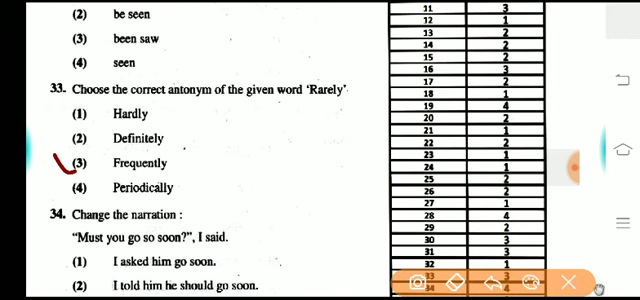 (2) be seen
(3) been saw
(4) seen
33. Choose the correct antonym of the given word ‘Rarely’
(1) Hardly
(2) Definitely
(3) Frequently
(4) Periodically
34. Change the narration :
“Must you go so soon?”, I said.
(1) I asked him go soon.
(2) I told him he should go soon.
11 3
12 1
13 2
14 2
15 2
16 3
17 2
18 1
19 4
20 2
21 1
22 2
23 1
24 1
25 2
26 2
27 1
28 4
29 2
30 3
31 3
32 1
33 3
34 4